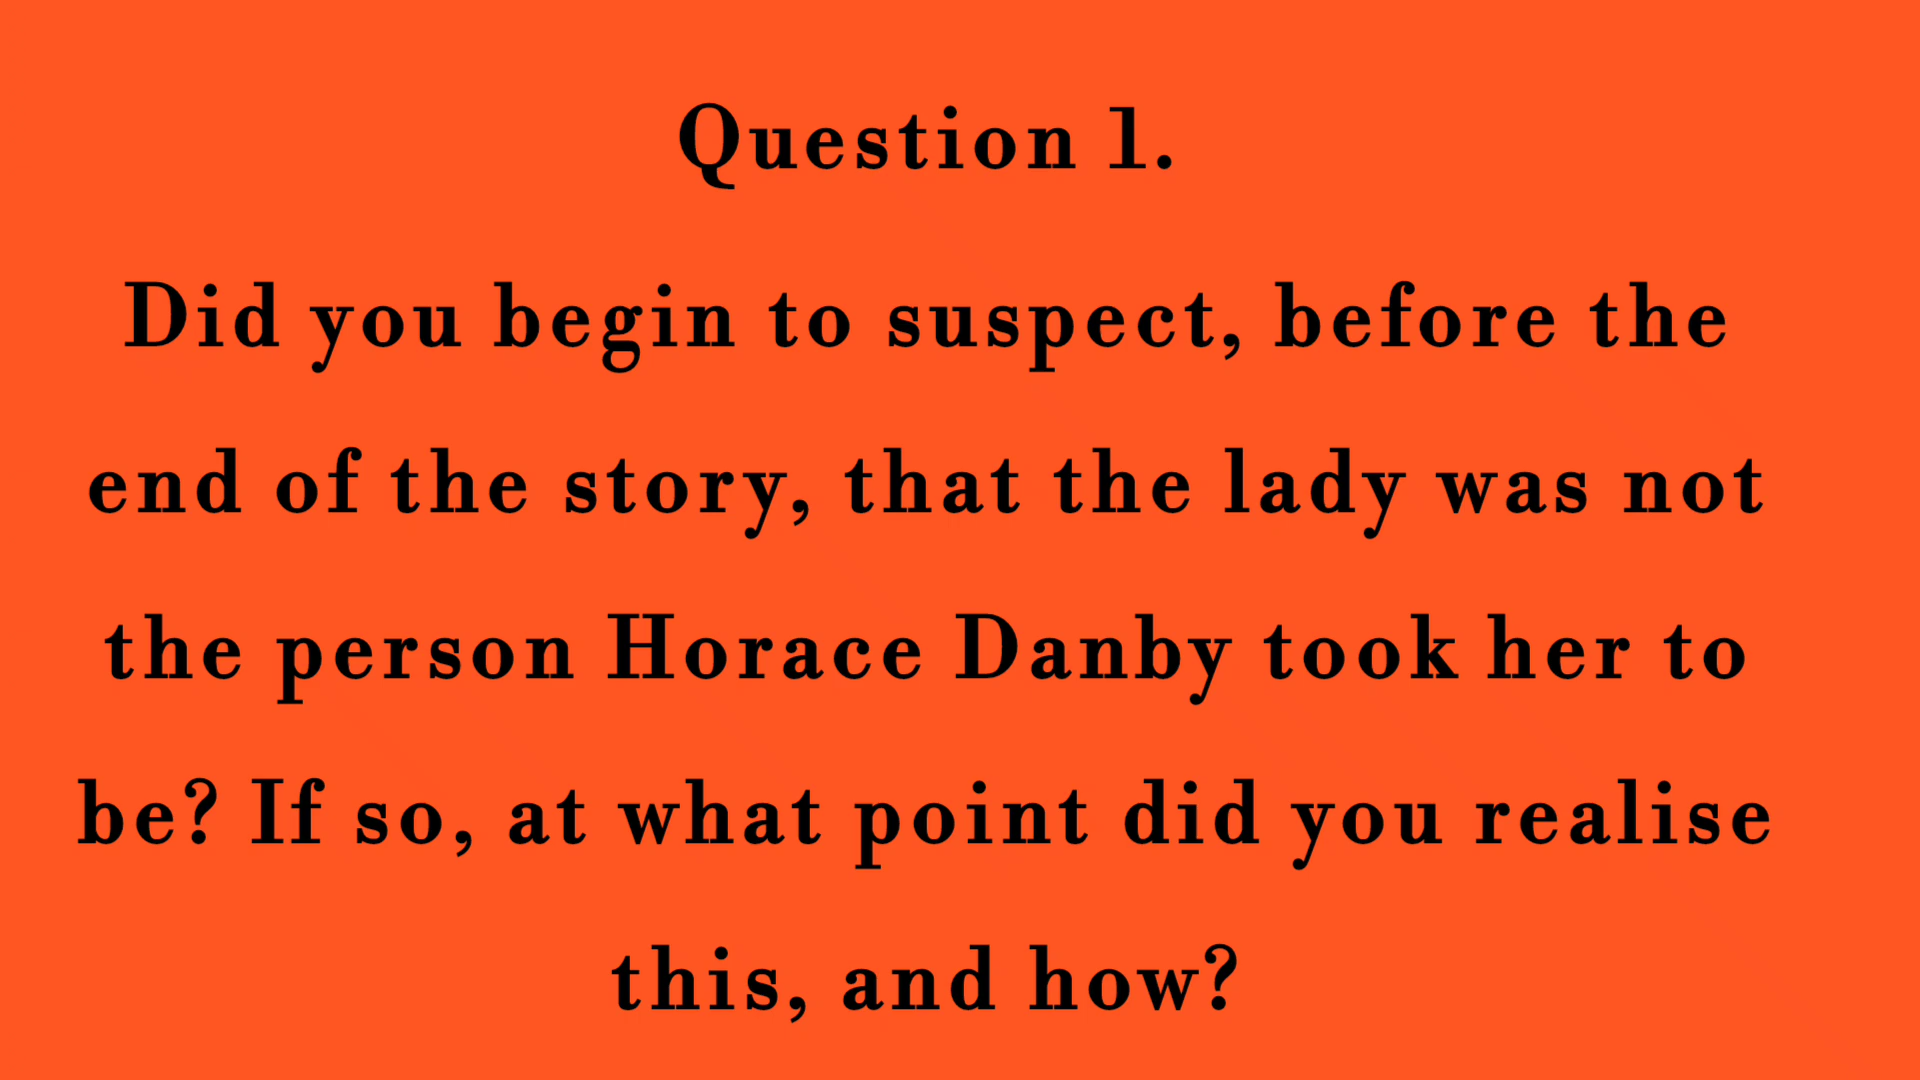 Question 1.
Did you begin to suspect, before the
end of the story, that the lady was not
the person Horace Danby took her to
be? If so, at what point did you realise
this, and how?